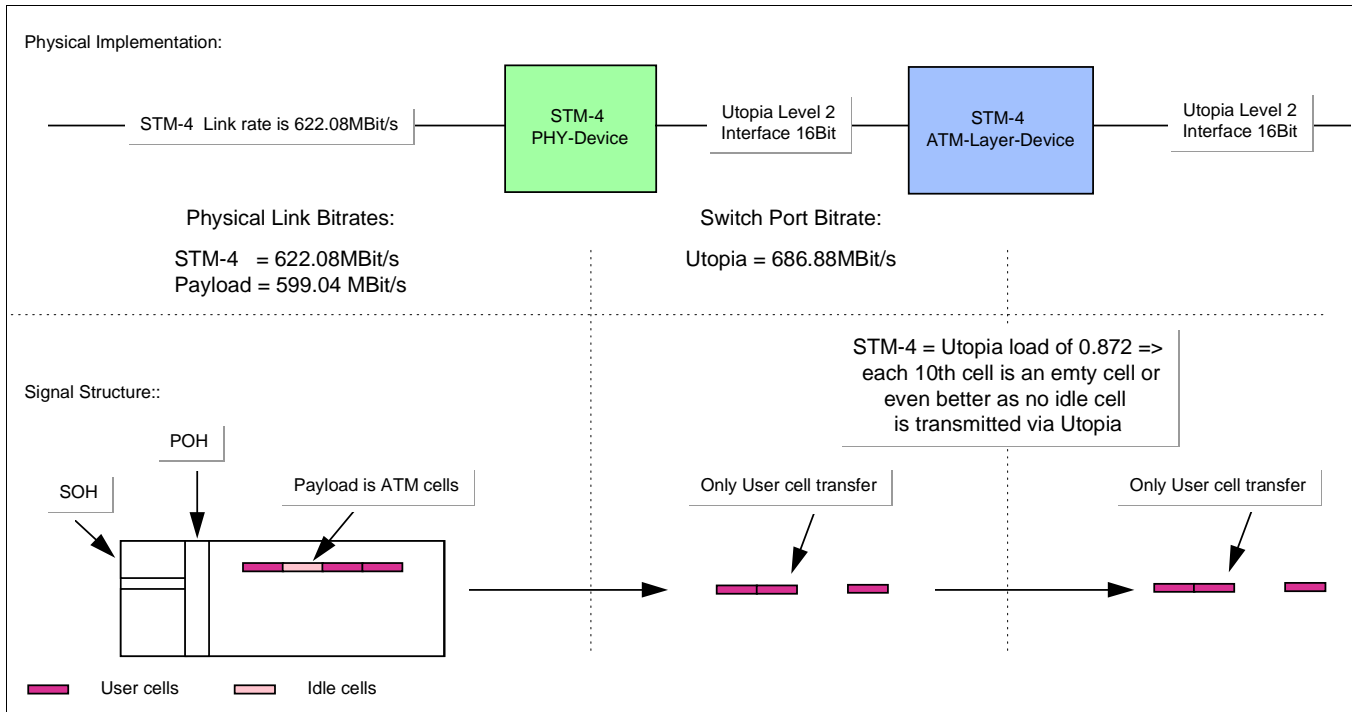 Physical Implementation:
STM-4  Link rate is 622.08MBit/s
STM-4
PHY-Device
Utopia Level 2
Interface 16Bit
STM-4
ATM-Layer-Device
Utopia Level 2
Interface 16Bit
Physical Link Bitrates:
STM-4   = 622.08MBit/s
Payload = 599.04 MBit/s
Switch Port Bitrate:
Utopia = 686.88MBit/s
STM-4 = Utopia load of 0.872 =>
each 10th cell is an emty cell or
even better as no idle cell
is transmitted via Utopia
Signal Structure::
POH
SOH
Payload is ATM cells
Only User cell transfer
Only User cell transfer
User cells
Idle cells